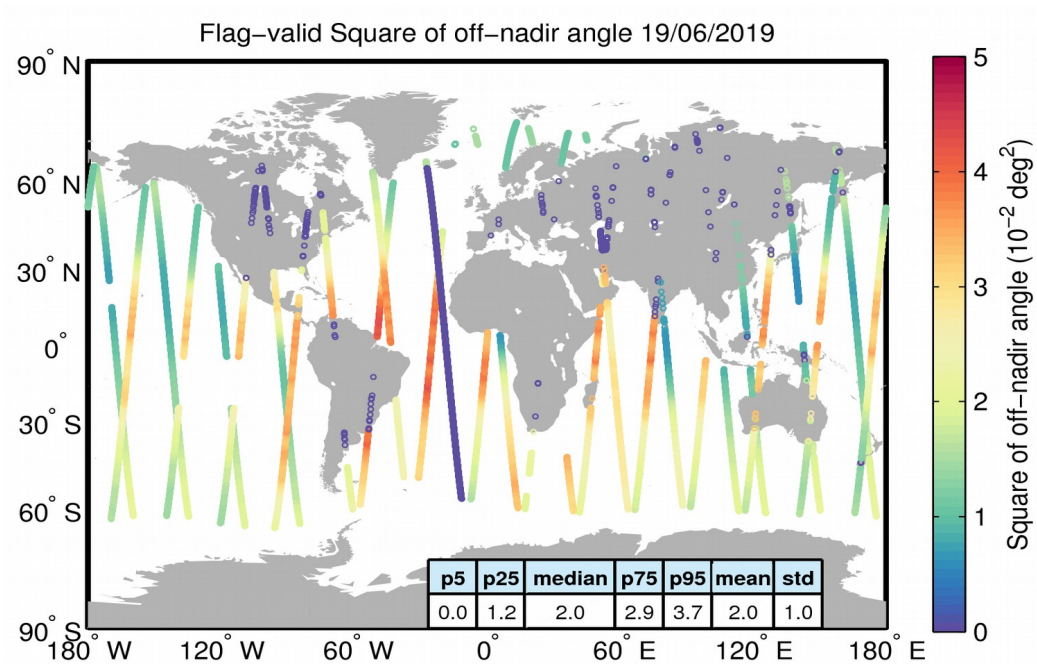 Flag−valid Square of off−nadir angle 19/06/2019
90° N
60° N
30° N
0°
30° S
60° S
90° S
180° W
120° W
60° W
0°
60° E
120° E
180° E
5
4
3
2
1
0
Square of off−nadir angle (10⁻² deg²)
p5 p25 median p75 p95 mean std
0.0 1.2 2.0 2.9 3.7 2.0 1.0